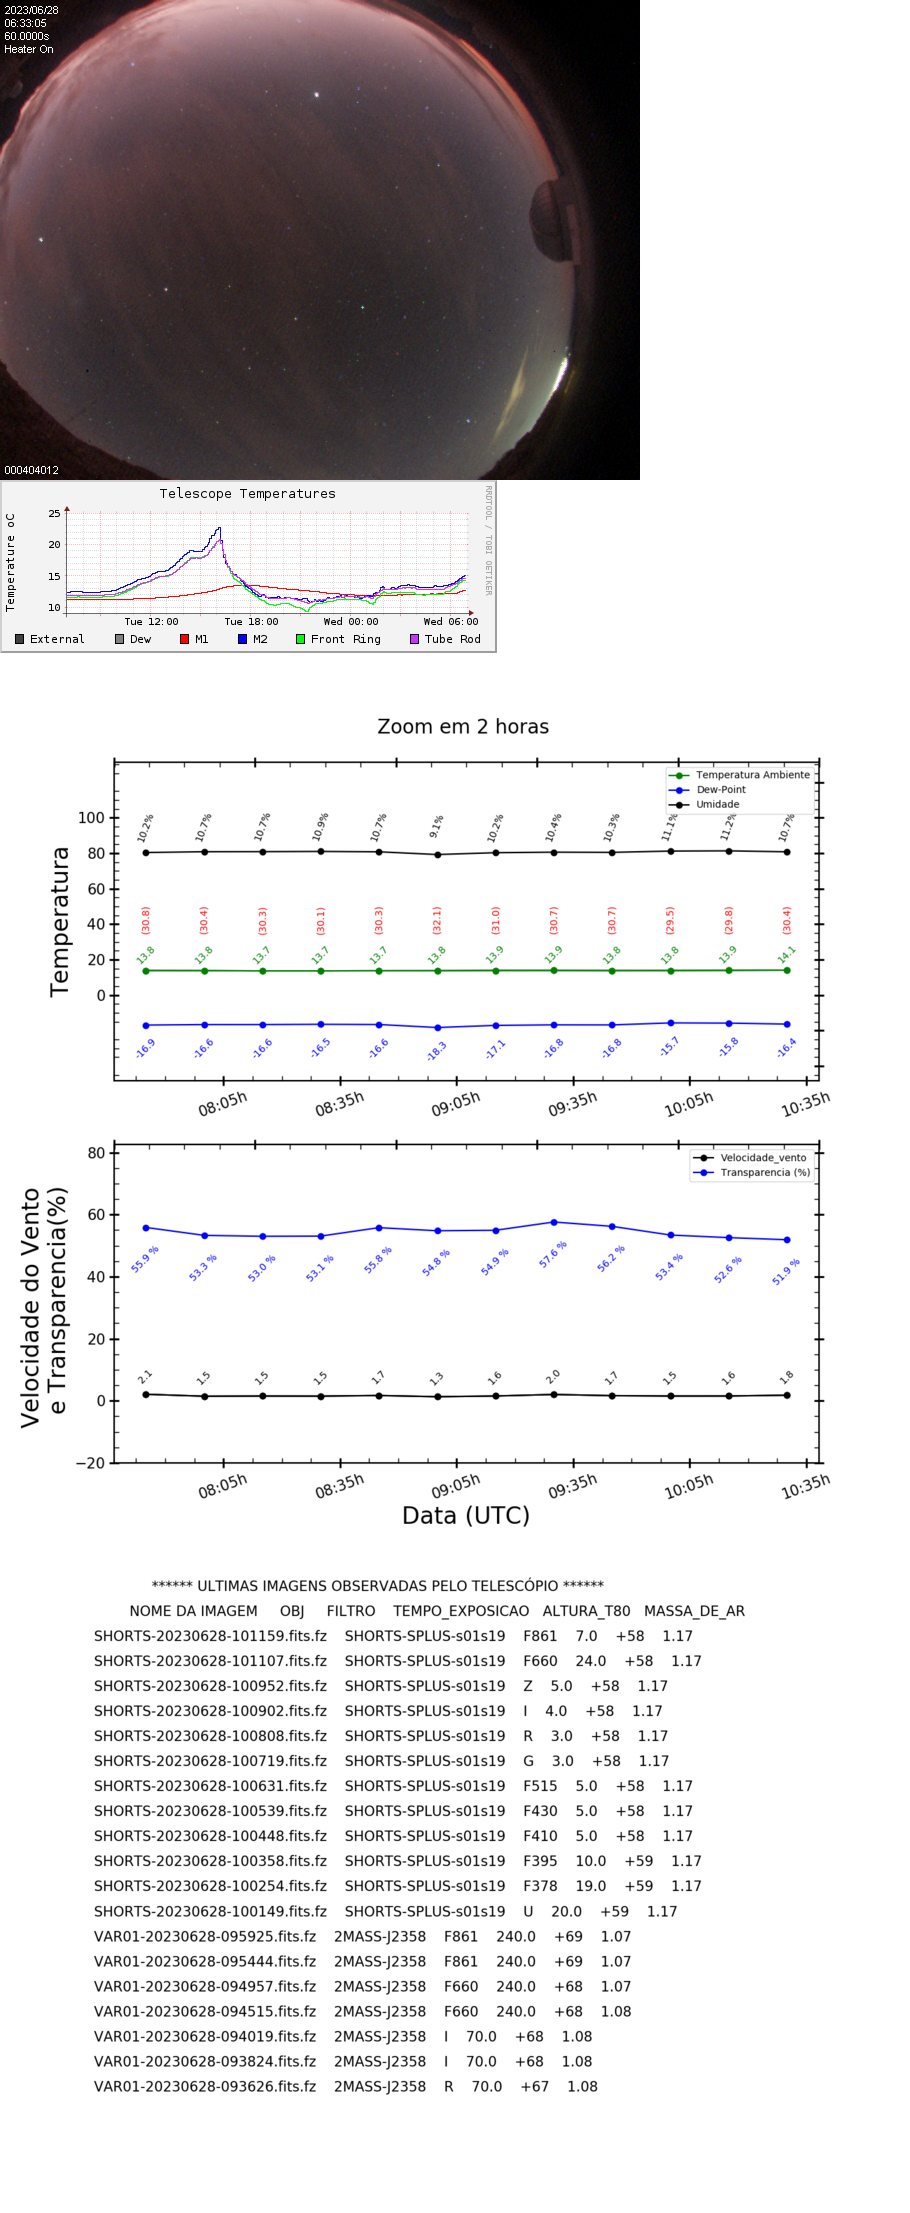 2023/06/28
06:33:05
60.0000s
Heater On
000404012
Telescope Temperatures
RRDTOOL / TOBI OETIKER
Temperature oC
25
20
15
10
Tue 12:00 Tue 18:00 Wed 00:00 Wed 06:00
External Dew M1 M2 Front Ring Tube Rod
Zoom em 2 horas
Temperatura Ambiente
Dew-Point
Umidade
Temperatura
100
80
60
40
20
0
10.2% 10.7% 10.7% 10.9% 10.7% 9.1% 10.2% 10.4% 10.3% 11.1% 11.2% 10.7%
(30.8) (30.4) (30.3) (30.1) (30.3) (32.1) (31.0) (30.7) (30.7) (29.5) (29.8) (30.4)
13.8 13.8 13.7 13.7 13.7 13.8 13.9 13.9 13.8 13.8 13.9 14.1
-16.9 -16.6 -16.6 -16.5 -16.6 -18.3 -17.1 -16.8 -16.8 -15.7 -15.8 -16.4
08:05h 08:35h 09:05h 09:35h 10:05h 10:35h
Velocidade_vento
Transparencia (%)
Velocidade do Vento
e Transparencia(%)
80
60
40
20
0
−20
55.9 % 53.3 % 53.0 % 53.1 % 55.8 % 54.8 % 54.9 % 57.6 % 56.2 % 53.4 % 52.6 % 51.9 %
2.1 1.5 1.5 1.5 1.7 1.3 1.6 2.0 1.7 1.5 1.6 1.8
08:05h 08:35h 09:05h 09:35h 10:05h 10:35h
Data (UTC)
****** ULTIMAS IMAGENS OBSERVADAS PELO TELESCÓPIO ******
NOME DA IMAGEM OBJ FILTRO TEMPO_EXPOSICAO ALTURA_T80 MASSA_DE_AR
SHORTS-20230628-101159.fits.fz SHORTS-SPLUS-s01s19 F861 7.0 +58 1.17
SHORTS-20230628-101107.fits.fz SHORTS-SPLUS-s01s19 F660 24.0 +58 1.17
SHORTS-20230628-100952.fits.fz SHORTS-SPLUS-s01s19 Z 5.0 +58 1.17
SHORTS-20230628-100902.fits.fz SHORTS-SPLUS-s01s19 I 4.0 +58 1.17
SHORTS-20230628-100808.fits.fz SHORTS-SPLUS-s01s19 R 3.0 +58 1.17
SHORTS-20230628-100719.fits.fz SHORTS-SPLUS-s01s19 G 3.0 +58 1.17
SHORTS-20230628-100631.fits.fz SHORTS-SPLUS-s01s19 F515 5.0 +58 1.17
SHORTS-20230628-100539.fits.fz SHORTS-SPLUS-s01s19 F430 5.0 +58 1.17
SHORTS-20230628-100448.fits.fz SHORTS-SPLUS-s01s19 F410 5.0 +58 1.17
SHORTS-20230628-100358.fits.fz SHORTS-SPLUS-s01s19 F395 10.0 +59 1.17
SHORTS-20230628-100254.fits.fz SHORTS-SPLUS-s01s19 F378 19.0 +59 1.17
SHORTS-20230628-100149.fits.fz SHORTS-SPLUS-s01s19 U 20.0 +59 1.17
VAR01-20230628-095925.fits.fz 2MASS-J2358 F861 240.0 +69 1.07
VAR01-20230628-095444.fits.fz 2MASS-J2358 F861 240.0 +69 1.07
VAR01-20230628-094957.fits.fz 2MASS-J2358 F660 240.0 +68 1.07
VAR01-20230628-094515.fits.fz 2MASS-J2358 F660 240.0 +68 1.08
VAR01-20230628-094019.fits.fz 2MASS-J2358 I 70.0 +68 1.08
VAR01-20230628-093824.fits.fz 2MASS-J2358 I 70.0 +68 1.08
VAR01-20230628-093626.fits.fz 2MASS-J2358 R 70.0 +67 1.08